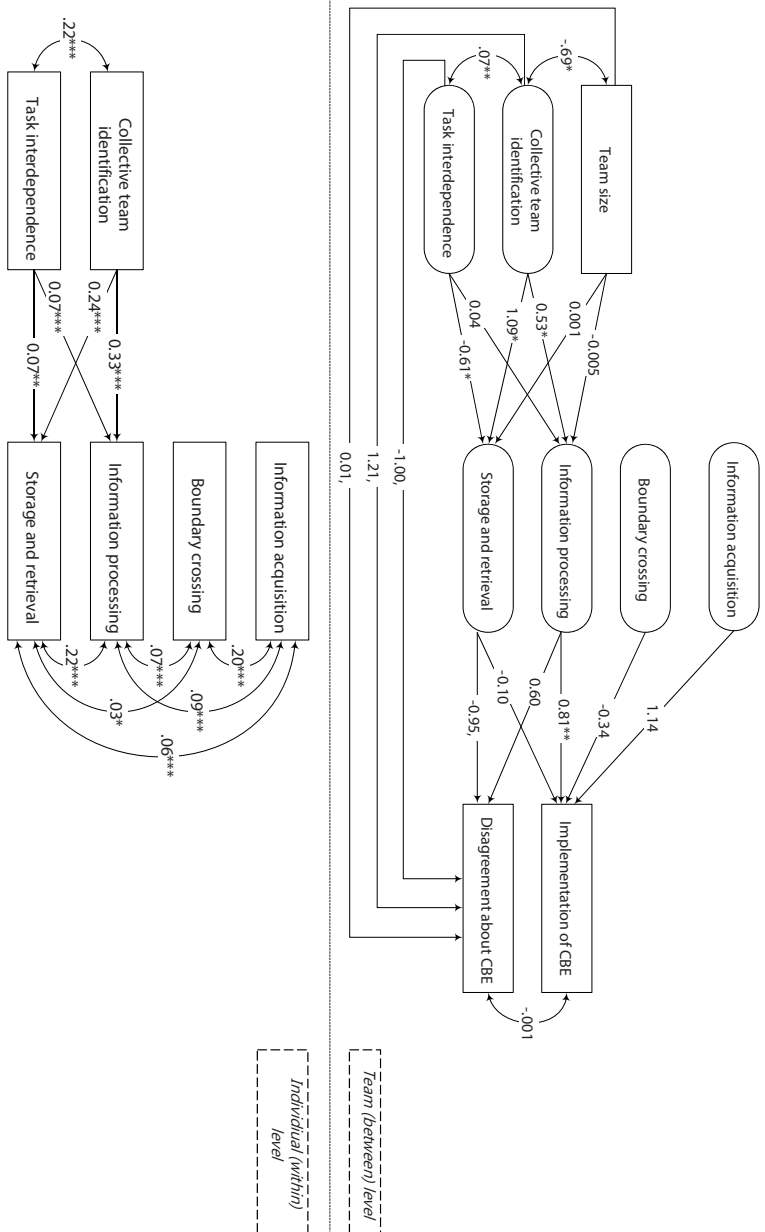 Information acquisition
1.14
Boundary crossing
-0.34
Team size
-0.005
0.001
Information processing
0.81**
0.60
Implementation of CBE
-.69*
Collective team
identification
0.53*
1.09*
Storage and retrieval
-0.10
-0.95,
Disagreement about CBE
-.001
.07**
Task interdependence
0.04
-0.61*
-1.00,
1.21,
0.01,
Team (between) level
Individiual (within)
level
Information acquisition
.20***
Boundary crossing
.09***
.07***
Collective team
identification
0.33***
0.24***
Information processing
.03*
.06***
.22***
.22***
Task interdependence
0.07***
0.07**
Storage and retrieval